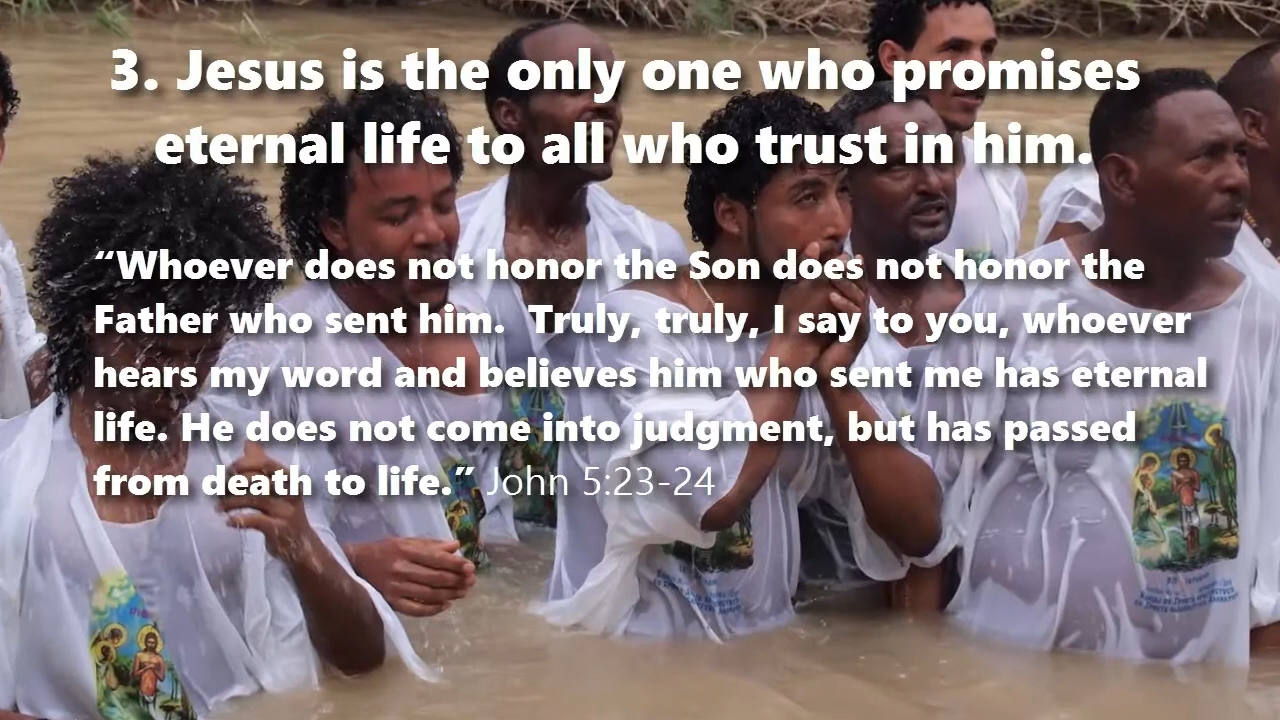 3. Jesus is the only one who promises
eternal life to all who trust in him.
“Whoever does not honor the Son does not honor the
Father who sent him.  Truly, truly, I say to you, whoever
hears my word and believes him who sent me has eternal
life. He does not come into judgment, but has passed
from death to life.” John 5:23-24